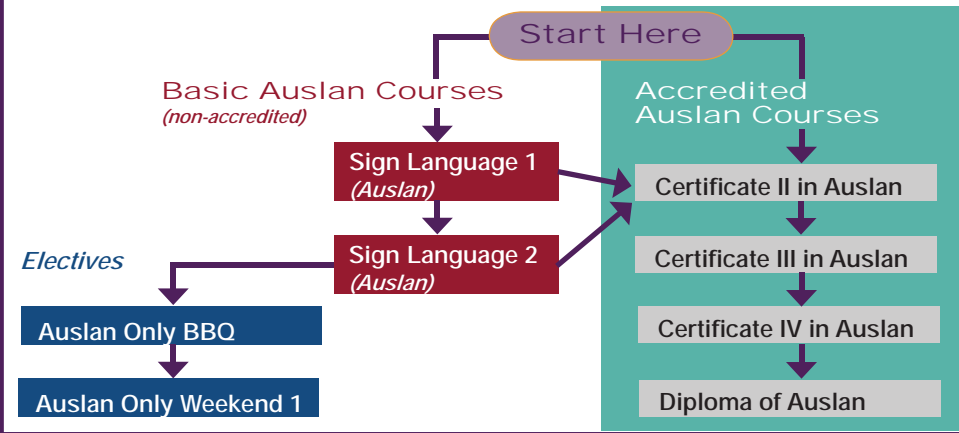 Start Here
Basic Auslan Courses
(non-accredited)
Sign Language 1
(Auslan)
Sign Language 2
(Auslan)
Electives
Auslan Only BBQ
Auslan Only Weekend 1
Accredited
Auslan Courses
Certificate II in Auslan
Certificate III in Auslan
Certificate IV in Auslan
Diploma of Auslan